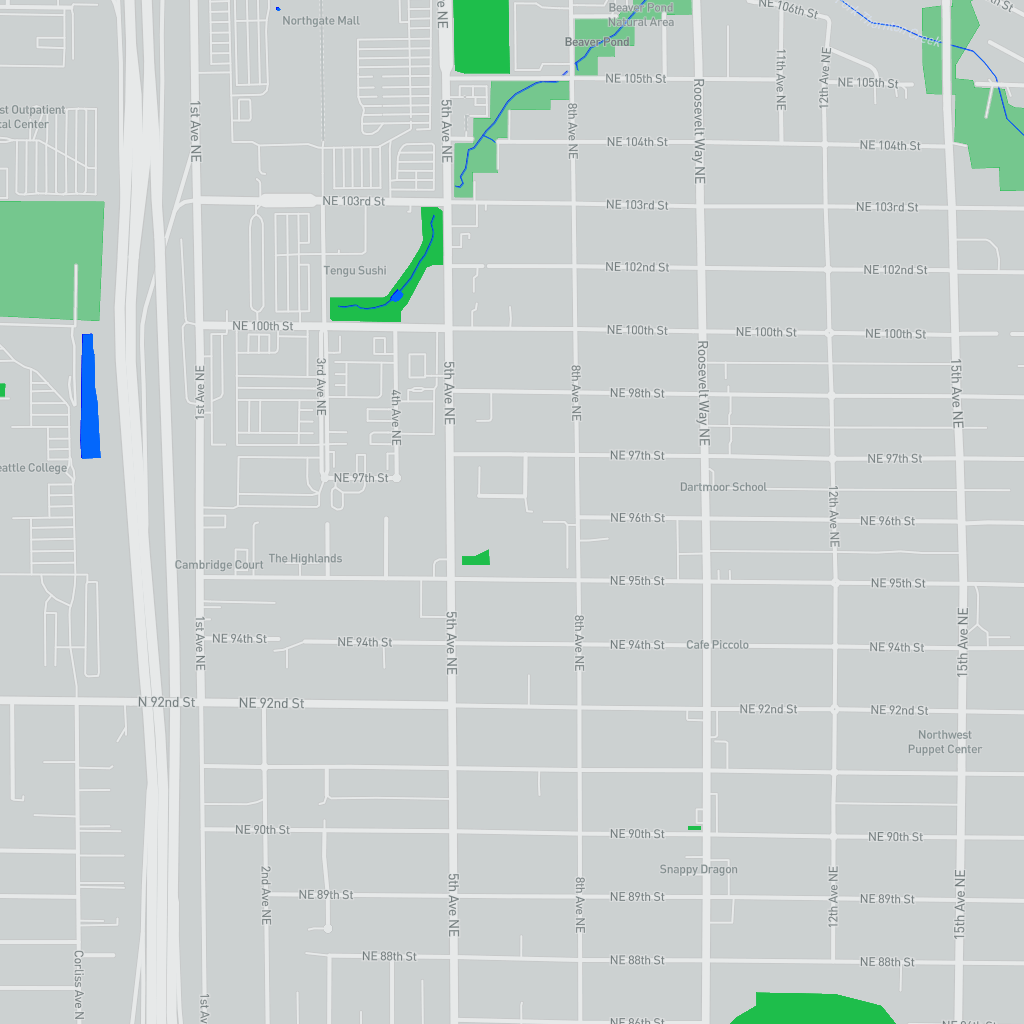 Northgate Mall
Beaver Pond
Natural Area
Beaver Pond
NE 106th St
11th Ave NE
12th Ave NE
NE 105th St
NE 105th St
1st Ave NE
5th Ave NE
8th Ave NE
Roosevelt Way NE
NE 104th St
NE 104th St
NE 103rd St
NE 103rd St
NE 103rd St
Tengu Sushi
NE 102nd St
NE 102nd St
NE 100th St
NE 100th St
NE 100th St
NE 100th St
1st Ave NE
3rd Ave NE
4th Ave NE
5th Ave NE
8th Ave NE
Roosevelt Way NE
15th Ave NE
NE 98th St
NE 97th St
NE 97th St
NE 97th St
Dartmoor School
12th Ave NE
NE 96th St
NE 96th St
The Highlands
Cambridge Court
NE 95th St
NE 95th St
1st Ave NE
5th Ave NE
8th Ave NE
15th Ave NE
NE 94th St
NE 94th St
NE 94th St
Cafe Piccolo
NE 94th St
N 92nd St
NE 92nd St
NE 92nd St
NE 92nd St
Northwest
Puppet Center
NE 90th St
NE 90th St
NE 90th St
Snappy Dragon
2nd Ave NE
5th Ave NE
8th Ave NE
12th Ave NE
15th Ave NE
NE 89th St
NE 89th St
NE 89th St
NE 88th St
NE 88th St
NE 88th St
Corliss Ave N
1st Av
NE 86th St